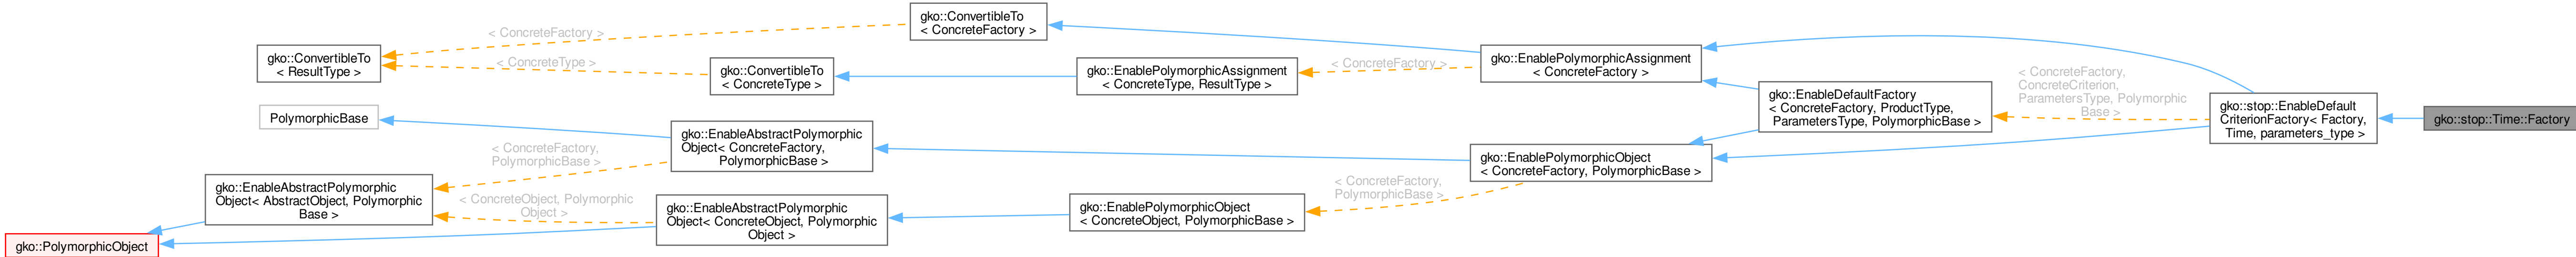 gko::ConvertibleTo
< ConcreteFactory >
< ConcreteFactory >
gko::ConvertibleTo
< ResultType >
< ConcreteType >
gko::ConvertibleTo
< ConcreteType >
gko::EnablePolymorphicAssignment
< ConcreteType, ResultType >
< ConcreteFactory >
gko::EnablePolymorphicAssignment
< ConcreteFactory >
gko::EnableDefaultFactory
< ConcreteFactory, ProductType,
ParametersType, PolymorphicBase >
< ConcreteFactory,
ConcreteCriterion,
ParametersType, Polymorphic
Base >
gko::stop::EnableDefault
CriterionFactory< Factory,
Time, parameters_type >
gko::stop::Time::Factory
PolymorphicBase
gko::EnableAbstractPolymorphic
Object< ConcreteFactory,
PolymorphicBase >
gko::EnablePolymorphicObject
< ConcreteFactory, PolymorphicBase >
< ConcreteFactory,
PolymorphicBase >
gko::EnableAbstractPolymorphic
Object< AbstractObject, Polymorphic
Base >
< ConcreteObject, Polymorphic
Object >
gko::EnableAbstractPolymorphic
Object< ConcreteObject, Polymorphic
Object >
gko::EnablePolymorphicObject
< ConcreteObject, PolymorphicBase >
< ConcreteFactory,
PolymorphicBase >
gko::PolymorphicObject